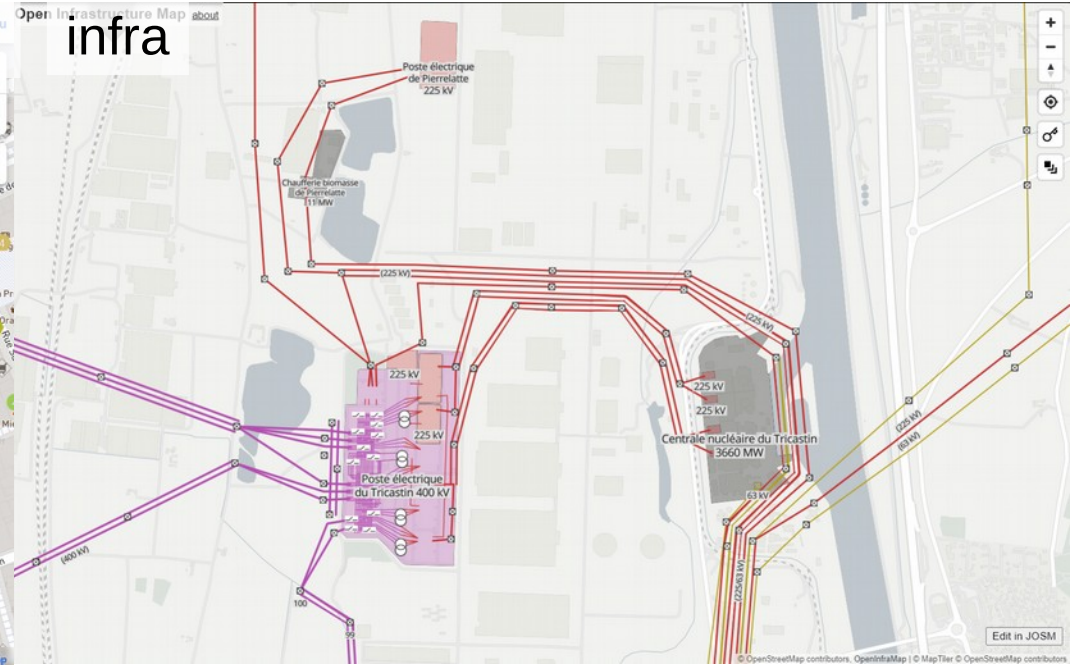 Open Infrastructure Map about
infra
Poste électrique
de Pierrelatte
225 kV
Chaufferie biomasse
de Pierrelatte
11 MW
(225 kV)
(225 kV)
225 kV
225 kV
225 kV
225 kV
Centrale nucléaire du Tricastin
3660 MW
(225 kV)
(63 kV)
Poste électrique
du Tricastin 400 kV
63 kV
(400 kV)
(225/63 kV)
100
99
Edit in JOSM
© OpenStreetMap contributors, OpenInfraMap | © MapTiler © OpenStreetMap contributors